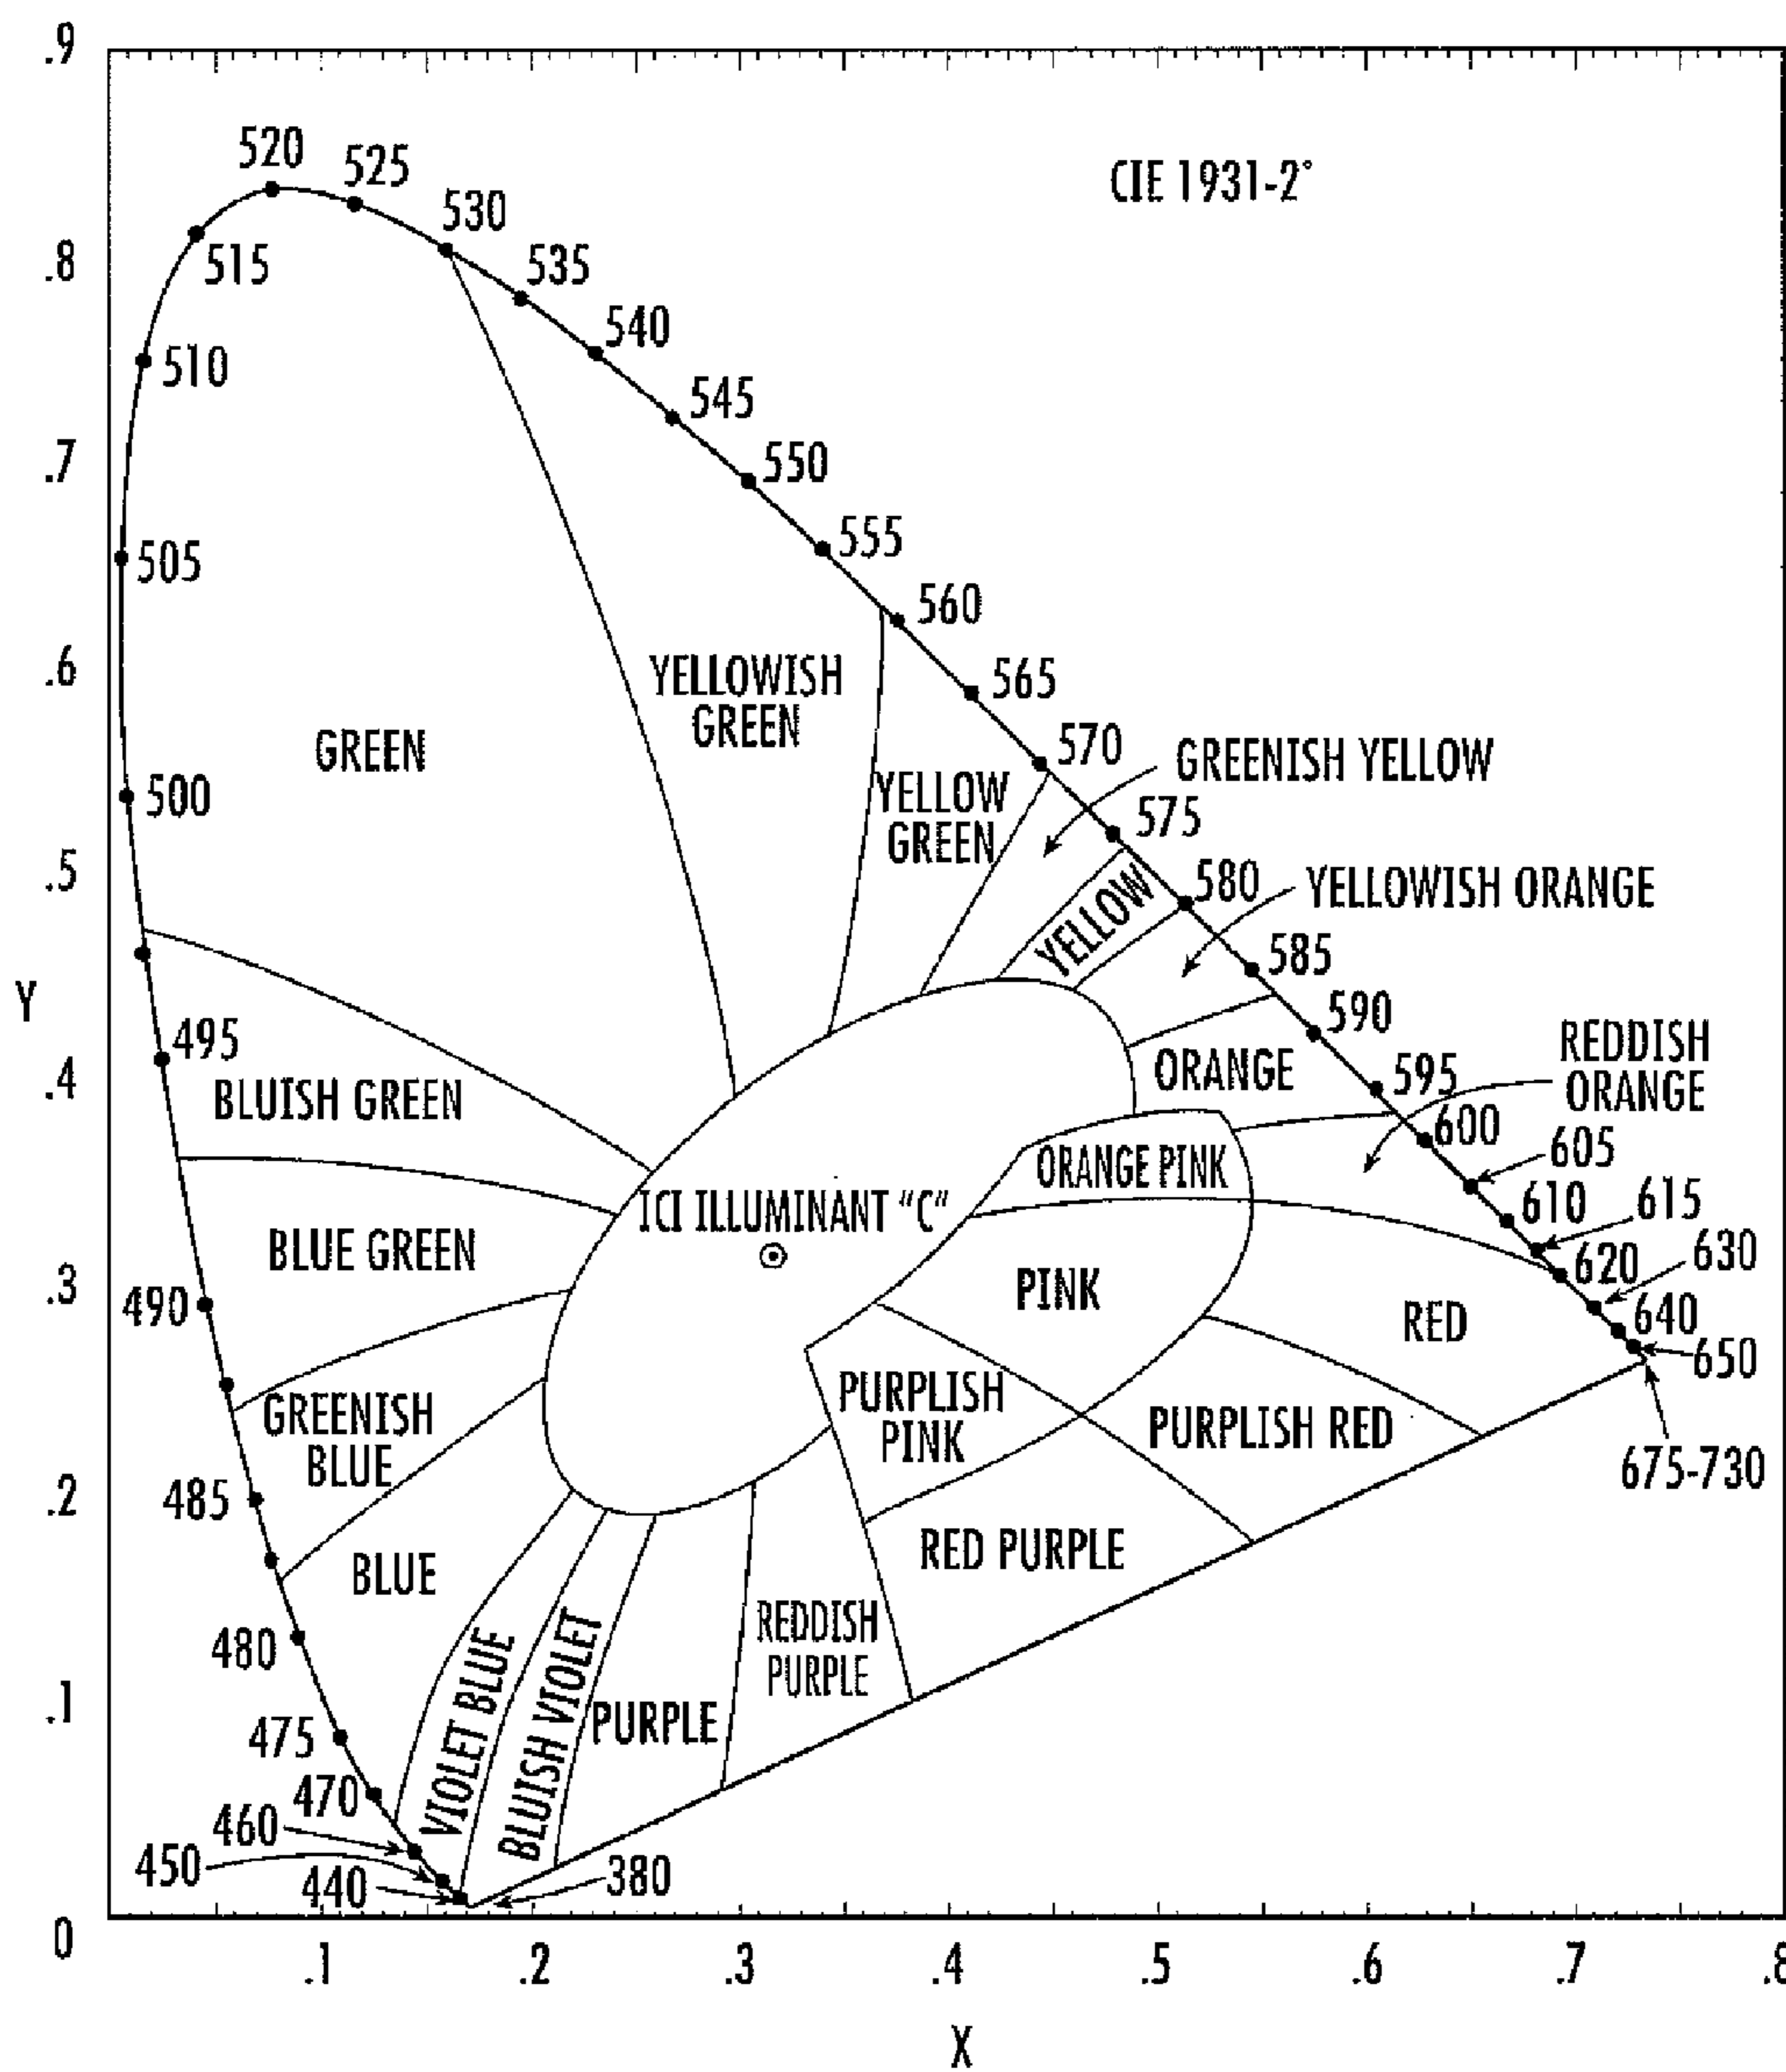 .9
520
525
CIE 1931-2°
530
.8
515
535
540
510
545
.7
550
555
505
560
.6
YELLOWISH
GREEN
565
GREEN
570
GREENISH YELLOW
500
YELLOW
GREEN
575
.5
580
YELLOWISH ORANGE
YELLOW
585
Y
590
495
REDDISH
ORANGE
.4
BLUISH GREEN
ORANGE
595
600
605
ORANGE PINK
ICI ILLUMINANT "C"
610
615
BLUE GREEN
630
.3
490
PINK
620
RED
640
650
GREENISH
BLUE
PURPLISH
PINK
PURPLISH RED
675-730
.2
485
RED PURPLE
BLUE
480
REDDISH
PURPLE
.1
475
VIOLET BLUE
BLUISH VIOLET
PURPLE
470
460
450
440
380
0
.1
.2
.3
.4
.5
.6
.7
.8
X